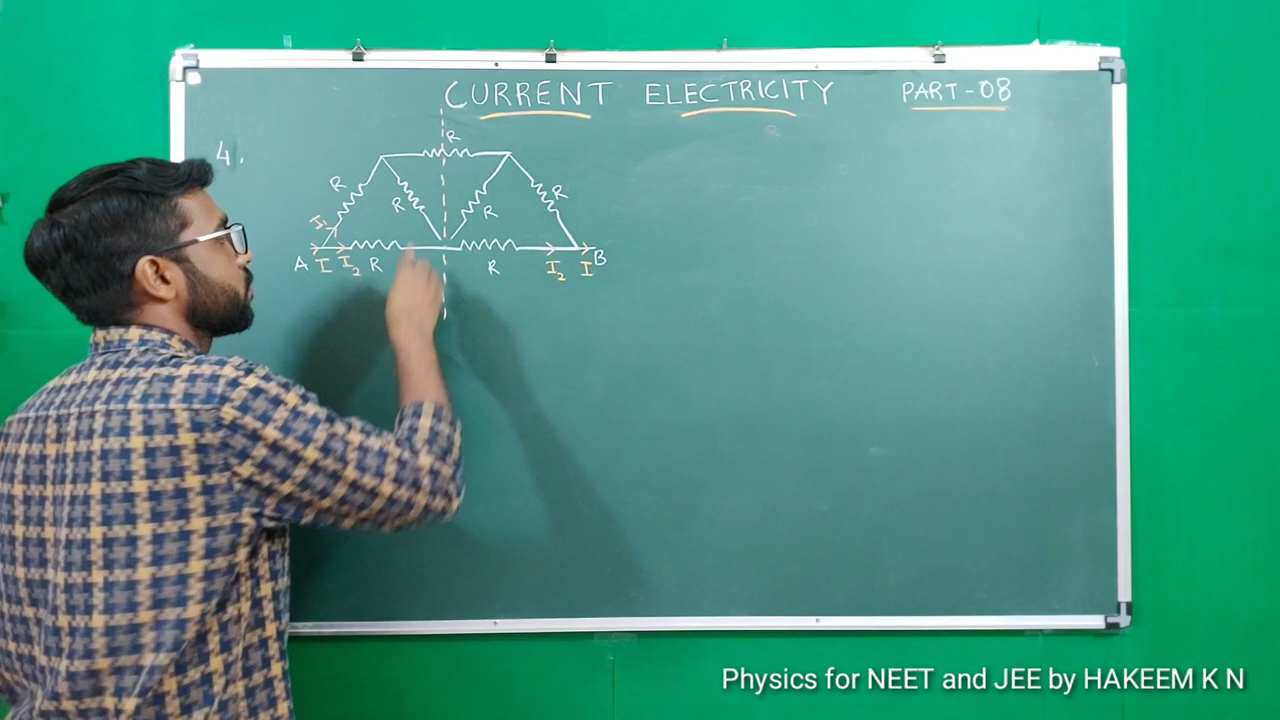 CURRENT ELECTRICITY PART-08
4.
R
R
R
R
R
I₁
A I I₂ R R I₂ I B
Physics for NEET and JEE by HAKEEM K N